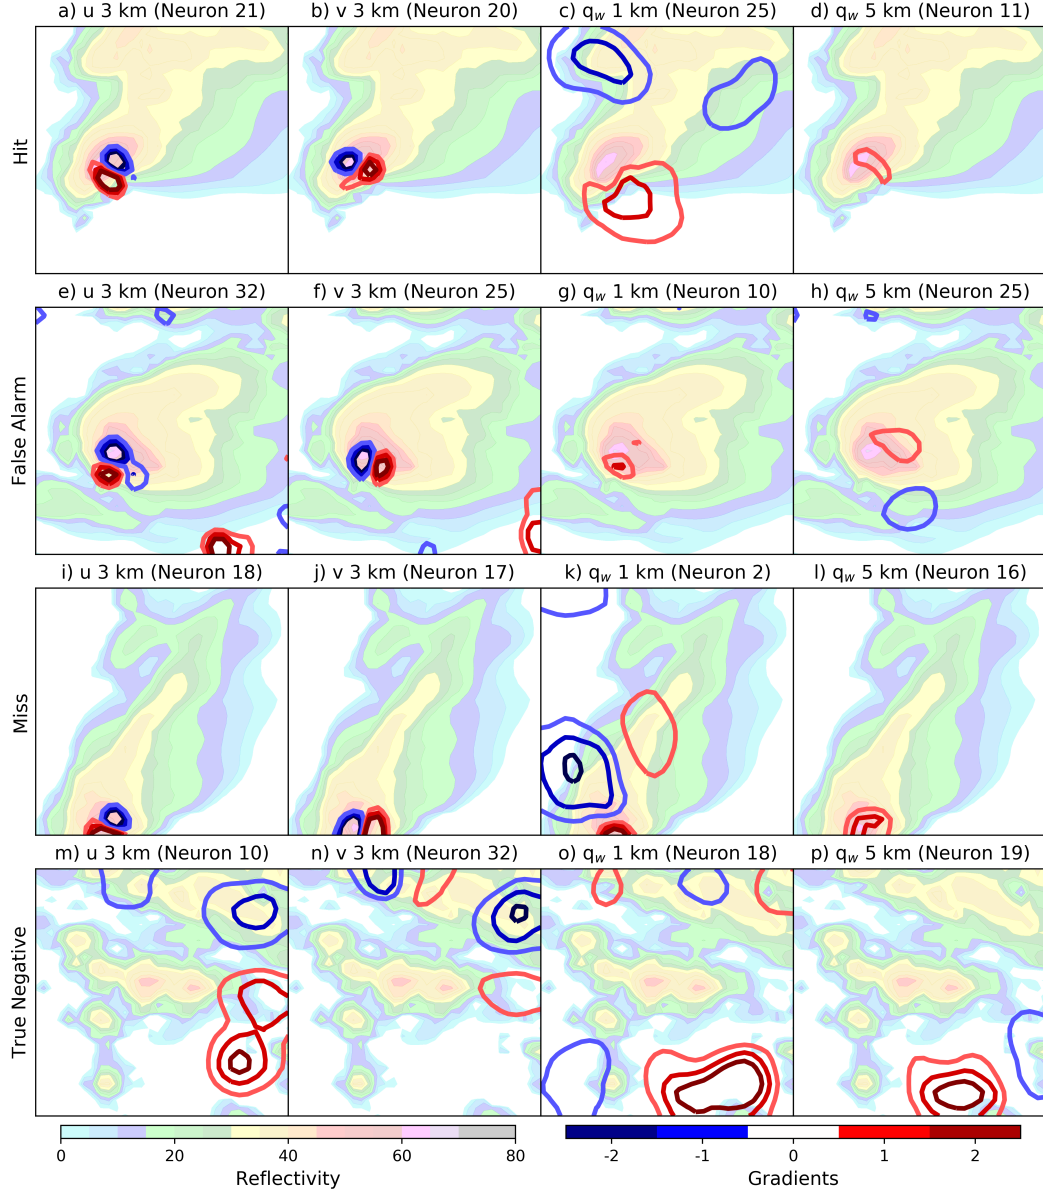 a) u 3 km (Neuron 21) b) v 3 km (Neuron 20) c) q_w 1 km (Neuron 25) d) q_w 5 km (Neuron 11)
Hit
e) u 3 km (Neuron 32) f) v 3 km (Neuron 25) g) q_w 1 km (Neuron 10) h) q_w 5 km (Neuron 25)
False Alarm
i) u 3 km (Neuron 18) j) v 3 km (Neuron 17) k) q_w 1 km (Neuron 2) l) q_w 5 km (Neuron 16)
Miss
m) u 3 km (Neuron 10) n) v 3 km (Neuron 32) o) q_w 1 km (Neuron 18) p) q_w 5 km (Neuron 19)
True Negative
0 20 40 60 80 -2 -1 0 1 2
Reflectivity Gradients